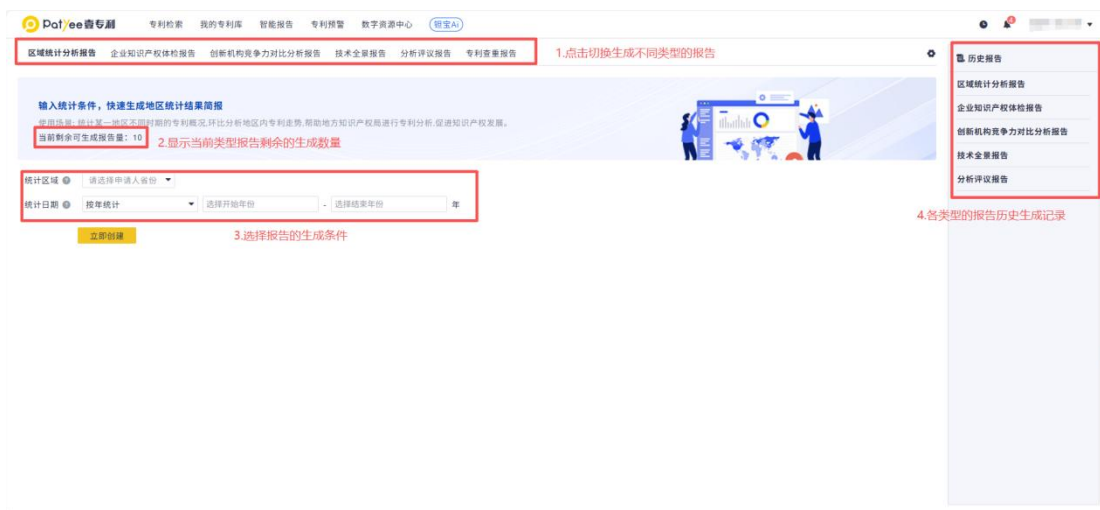 Patyee壹专利 专利检索 我的专利库 智能报告 专利预警 数字资源中心 钽宝Ai 4
区域统计分析报告 企业知识产权体检报告 创新机构竞争力对比分析报告 技术全景报告 分析评议报告 专利查重报告 1.点击切换生成不同类型的报告
历史报告
区域统计分析报告
企业知识产权体检报告
创新机构竞争力对比分析报告
技术全景报告
分析评议报告
4.各类型的报告历史生成记录
输入统计条件，快速生成地区统计结果简报
使用场景: 统计某一地区不同时期的专利概况,环比分析地区内专利走势,帮助地方知识产权局进行专利分析,促进知识产权发展。
当前剩余可生成报告量：10 2.显示当前类型报告剩余的生成数量
统计区域 请选择申请人省份
统计日期 按年统计 选择开始年份 - 选择结束年份 年
立即创建 3.选择报告的生成条件